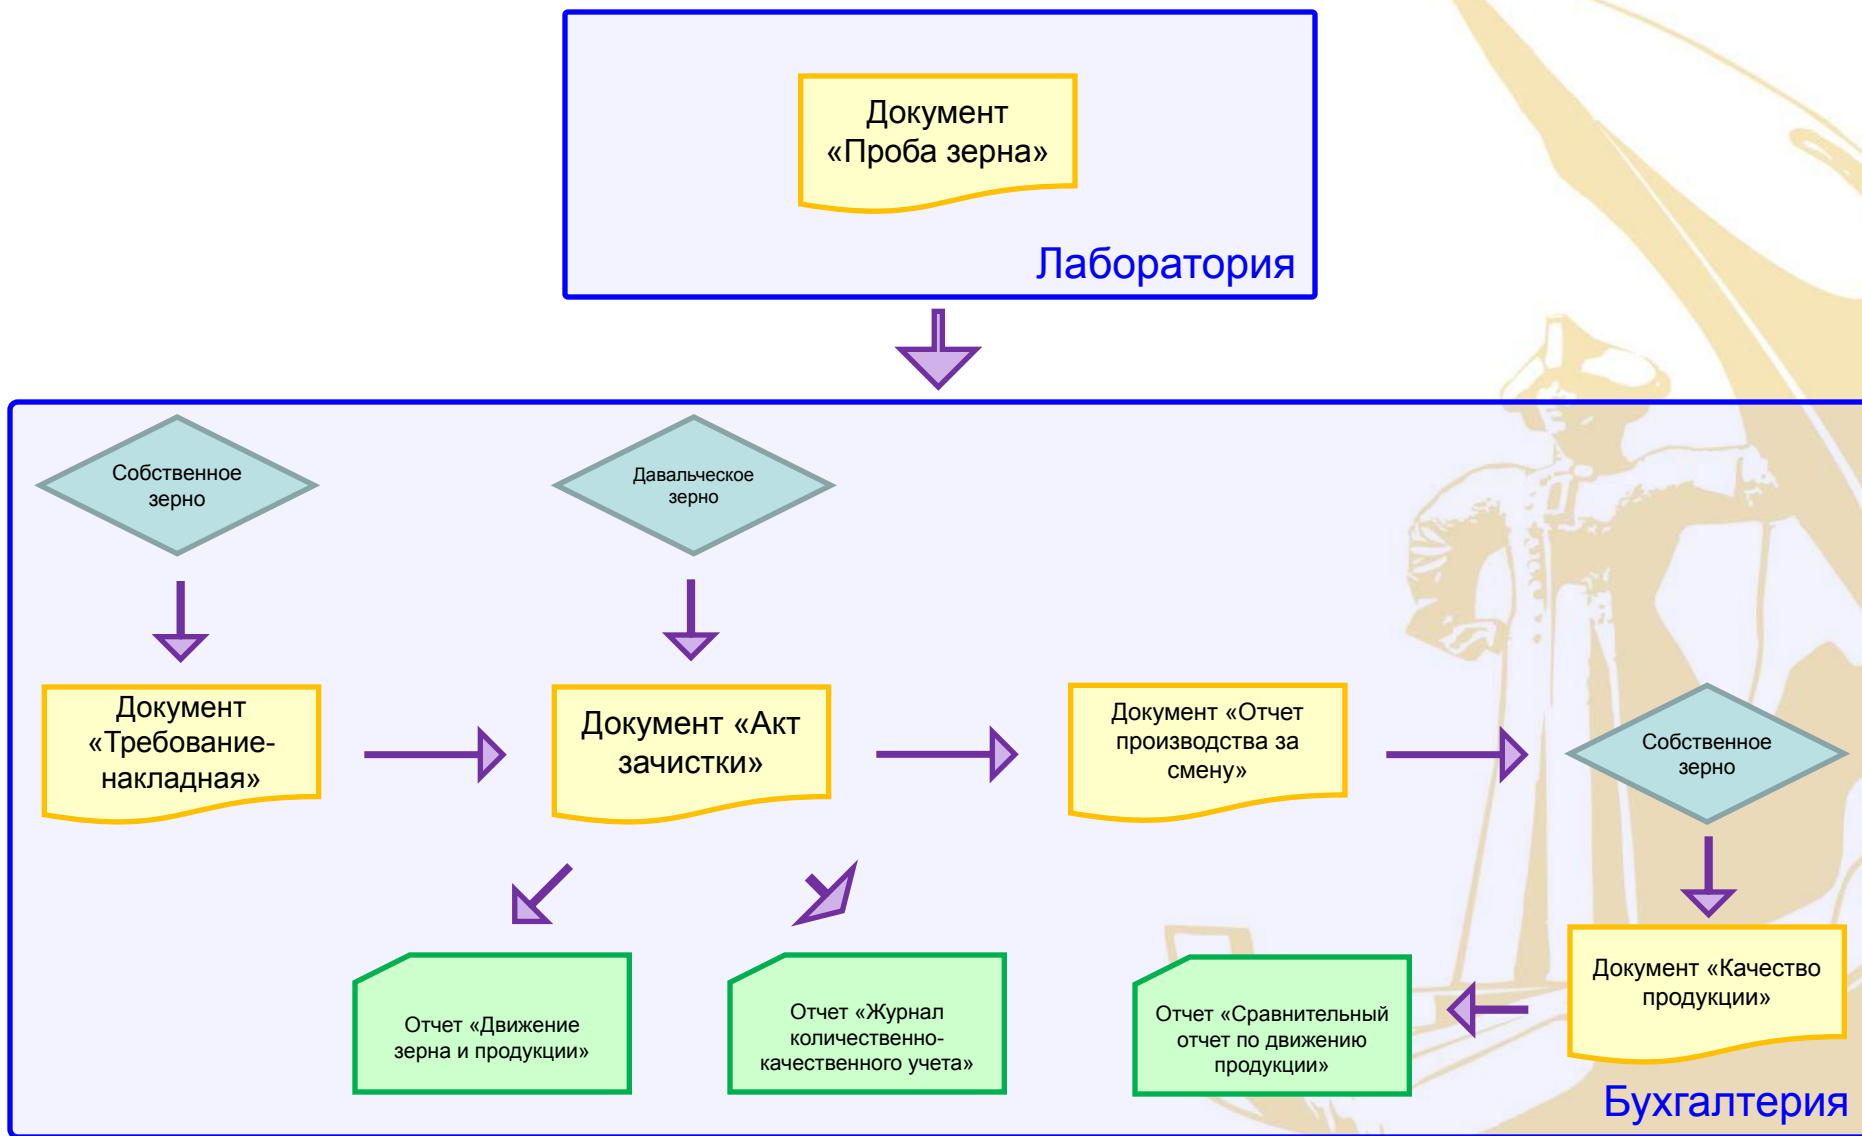 Документ
«Проба зерна»
Лаборатория
Собственное
зерно
Давальческое
зерно
Документ
«Требование-
накладная»
Документ «Акт
зачистки»
Документ «Отчет
производства за
смену»
Собственное
зерно
Отчет «Движение
зерна и продукции»
Отчет «Журнал
количественно-
качественного учета»
Отчет «Сравнительный
отчет по движению
продукции»
Документ «Качество
продукции»
Бухгалтерия